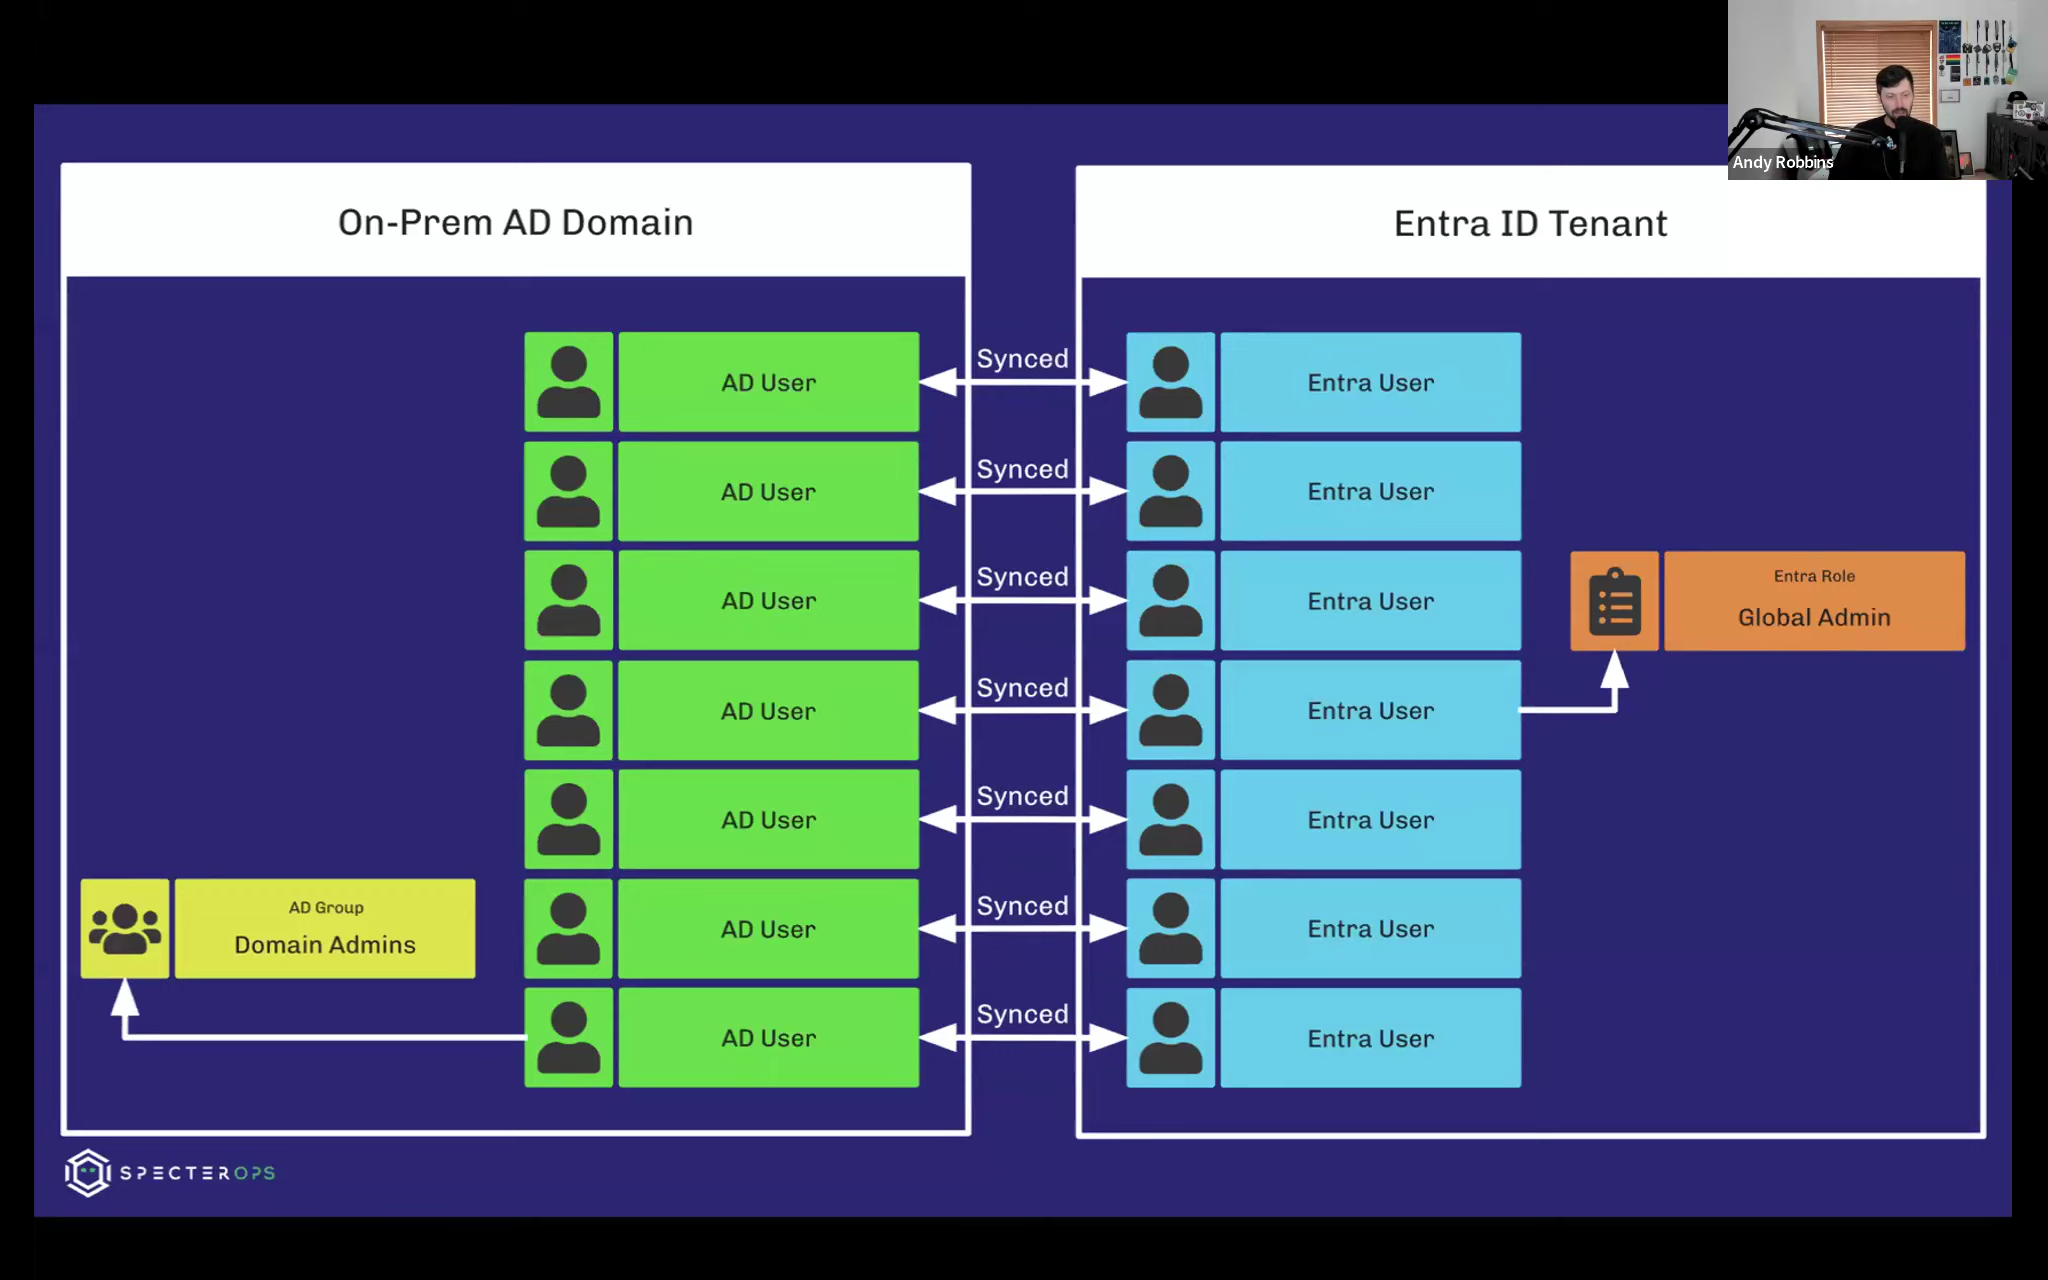 Andy Robbins
On-Prem AD Domain
Entra ID Tenant
AD User
Synced
Entra User
AD User
Synced
Entra User
AD User
Synced
Entra User
Entra Role
Global Admin
AD User
Synced
Entra User
AD User
Synced
Entra User
AD Group
Domain Admins
AD User
Synced
Entra User
AD User
Synced
Entra User
SPECTEROPS